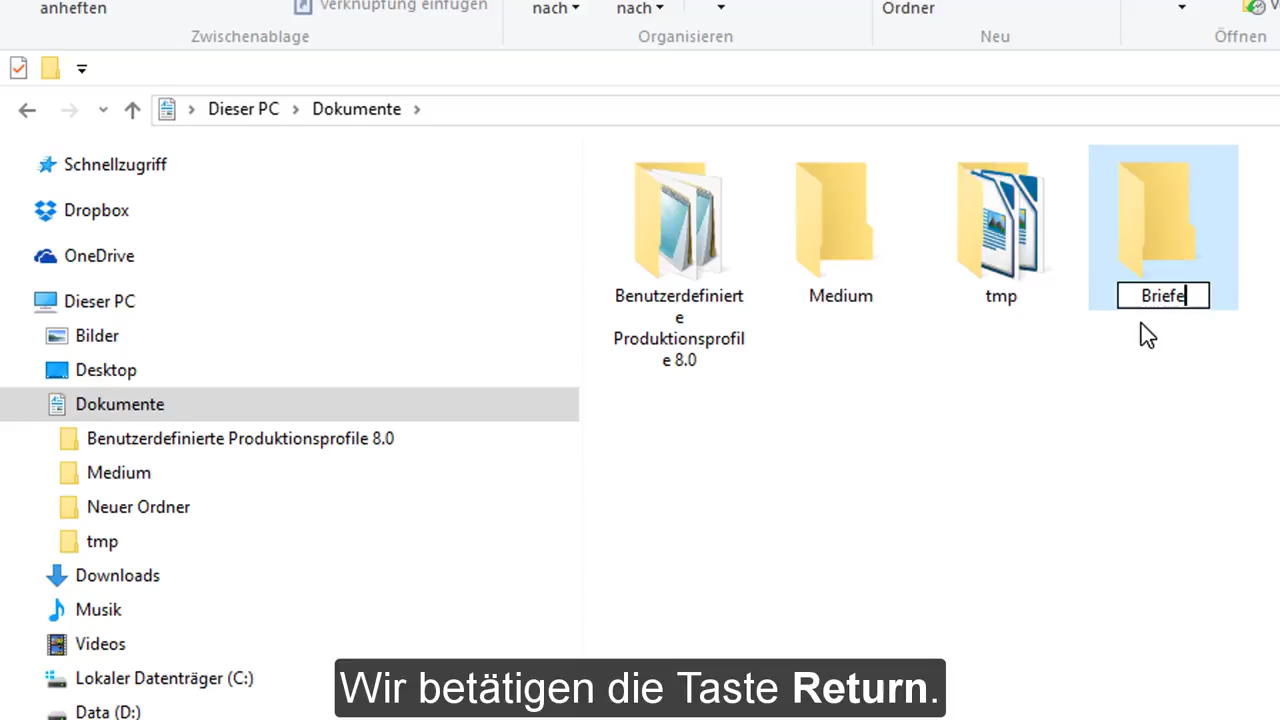 anheften
Verknüpfung einfügen
nach
nach
Ordner
Zwischenablage
Organisieren
Neu
Öffnen
Dieser PC > Dokumente >
Schnellzugriff
Dropbox
OneDrive
Dieser PC
Bilder
Desktop
Dokumente
Benutzerdefinierte Produktionsprofile 8.0
Medium
Neuer Ordner
tmp
Downloads
Musik
Videos
Lokaler Datenträger (C:)
Data (D:)
Benutzerdefiniert
e
Produktionsprofil
e 8.0
Medium
tmp
Briefe
Wir betätigen die Taste Return.